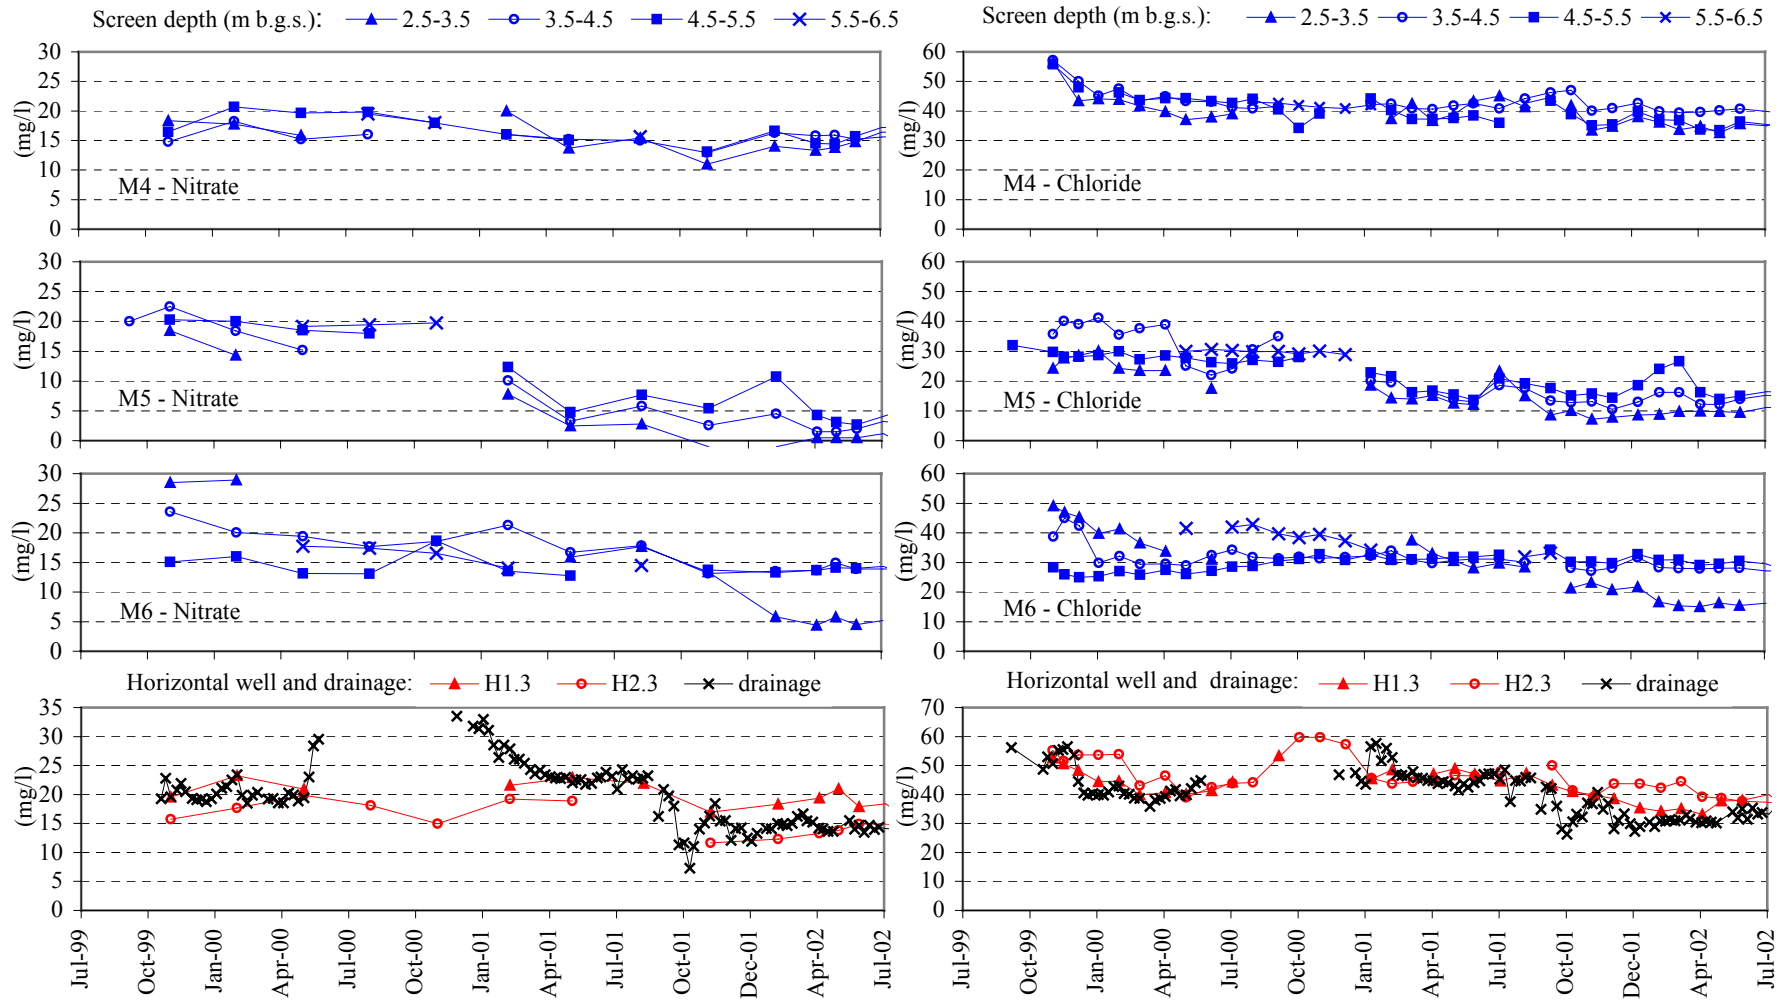 Screen depth (m b.g.s.): 2.5-3.5 3.5-4.5 4.5-5.5 5.5-6.5
30
25
20
15
10
5
0
(mg/l)
M4 - Nitrate
30
25
20
15
10
5
0
(mg/l)
M5 - Nitrate
30
25
20
15
10
5
0
(mg/l)
M6 - Nitrate
Horizontal well and drainage: H1.3 H2.3 drainage
35
30
25
20
15
10
5
0
(mg/l)
Jul-99 Oct-99 Jan-00 Apr-00 Jul-00 Oct-00 Jan-01 Apr-01 Jul-01 Oct-01 Dec-01 Apr-02 Jul-02
Screen depth (m b.g.s.): 2.5-3.5 3.5-4.5 4.5-5.5 5.5-6.5
60
50
40
30
20
10
0
(mg/l)
M4 - Chloride
60
50
40
30
20
10
0
(mg/l)
M5 - Chloride
60
50
40
30
20
10
0
(mg/l)
M6 - Chloride
Horizontal well and drainage: H1.3 H2.3 drainage
70
60
50
40
30
20
10
0
(mg/l)
Jul-99 Oct-99 Jan-00 Apr-00 Jul-00 Oct-00 Jan-01 Apr-01 Jul-01 Oct-01 Dec-01 Apr-02 Jul-02